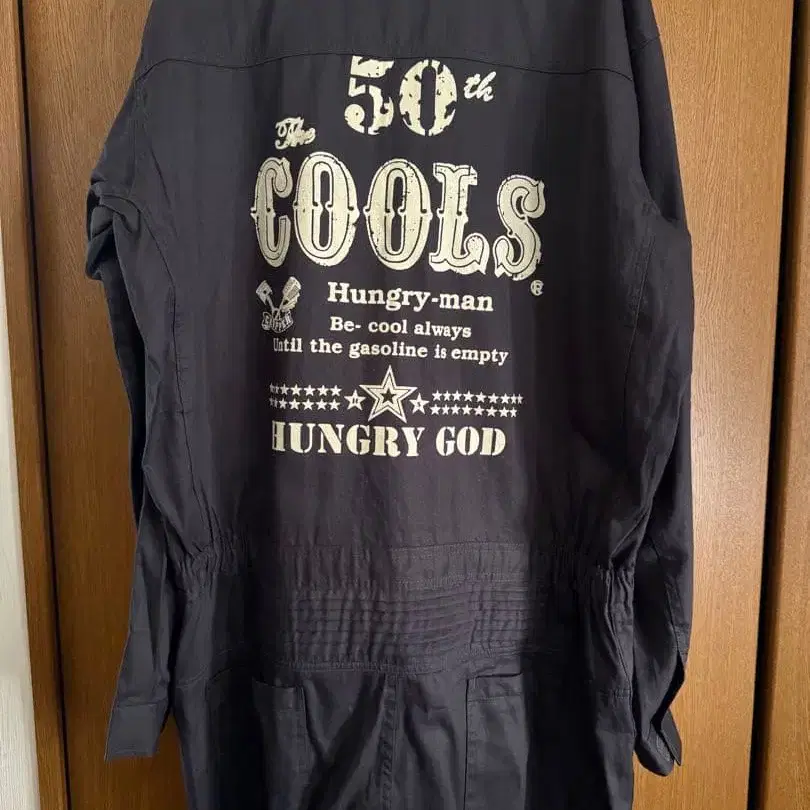 50th
The
COOLS
®
Hungry-man
Be- cool always
Until the gasoline is empty
HUNGRY GOD